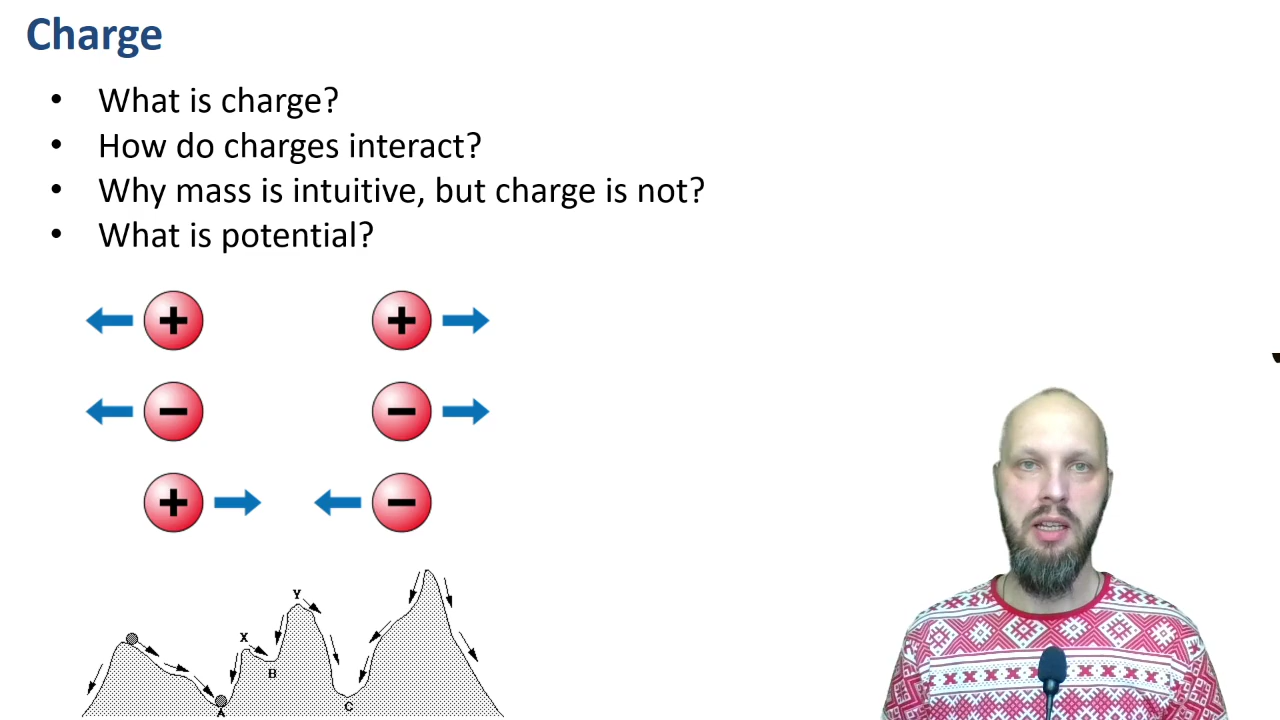 Charge
• What is charge?
• How do charges interact?
• Why mass is intuitive, but charge is not?
• What is potential?
+ +
− −
+ −
Y
X
B
A
C